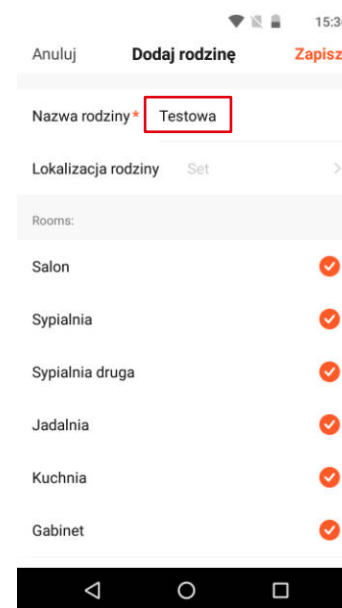 15:3
Anuluj Dodaj rodzinę Zapisz
Nazwa rodziny* Testowa
Lokalizacja rodziny Set
Rooms:
Salon
Sypialnia
Sypialnia druga
Jadalnia
Kuchnia
Gabinet